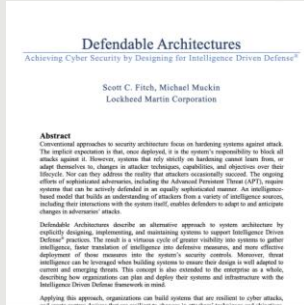 Defendable Architectures
Achieving Cyber Security by Designing for Intelligence Driven Defense®
Scott C. Fitch, Michael Muckin
Lockheed Martin Corporation
Abstract
Conventional approaches to security architecture focus on hardening systems against attack.
The implicit expectation is that, once deployed, it is the system's responsibility to block all
attacks against it. However, systems that rely strictly on hardening cannot learn from, or
adapt themselves to, changes in attacker techniques, capabilities, and objectives over their
lifecycle. Nor can they address the reality that attackers occasionally succeed. The ongoing
efforts of sophisticated adversaries, including the Advanced Persistent Threat (APT), require
systems that can be actively defended in an equally sophisticated manner. An intelligence-
based model that builds an understanding of attackers from a variety of intelligence sources,
including their interactions with the system itself, enables defenders to adapt to and anticipate
changes in adversaries' attacks.
Defendable Architectures describe an alternative approach to system architecture by
explicitly designing, implementing, and maintaining systems to support Intelligence Driven
Defense® practices. The result is a virtuous cycle of greater visibility into systems to gather
intelligence, faster translation of intelligence into defensive measures, and more effective
deployment of those measures into the system's security controls. Moreover, threat
intelligence can be leveraged when building systems to ensure their design is well adapted to
current and emerging threats. This concept is also extended to the enterprise as a whole,
describing how organizations can plan and deploy their systems and infrastructure with the
Intelligence Driven Defense framework in mind.
Applying this approach, organizations can build systems that are resilient to cyber attacks,